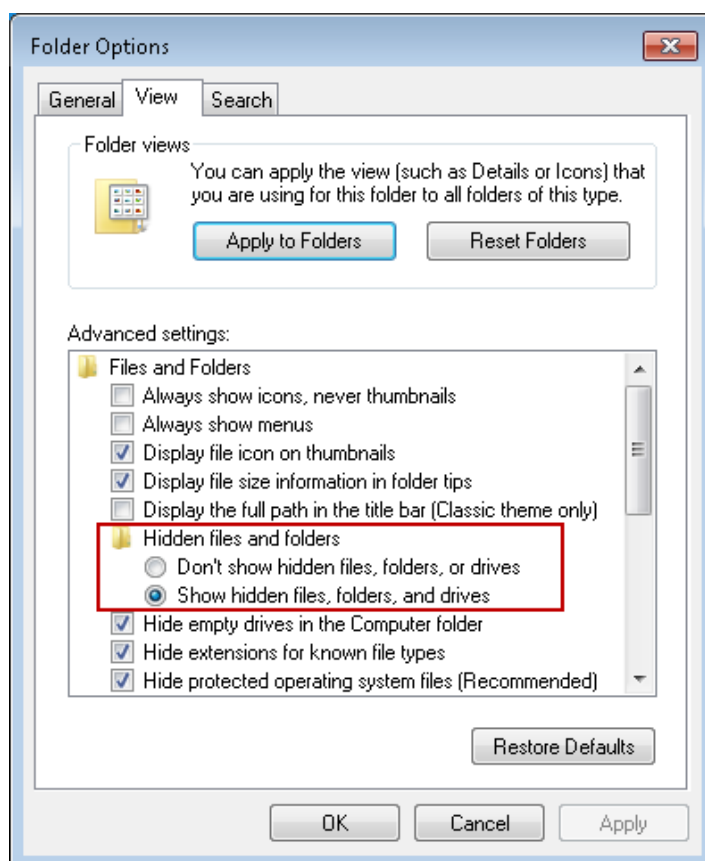 Folder Options
General View Search
Folder views
You can apply the view (such as Details or Icons) that
you are using for this folder to all folders of this type.
Apply to Folders Reset Folders
Advanced settings:
Files and Folders
Always show icons, never thumbnails
Always show menus
Display file icon on thumbnails
Display file size information in folder tips
Display the full path in the title bar (Classic theme only)
Hidden files and folders
Don't show hidden files, folders, or drives
Show hidden files, folders, and drives
Hide empty drives in the Computer folder
Hide extensions for known file types
Hide protected operating system files (Recommended)
Restore Defaults
OK Cancel Apply